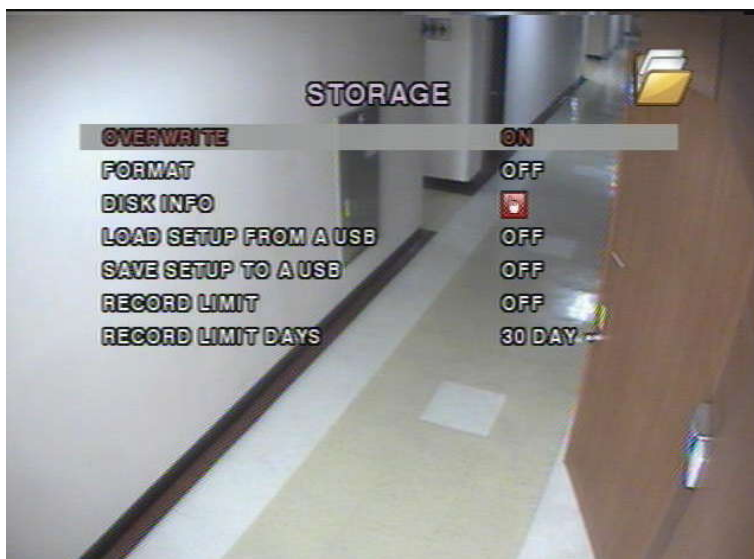 STORAGE
OVERWRITE ON
FORMAT OFF
DISK INFO
LOAD SETUP FROM A USB OFF
SAVE SETUP TO A USB OFF
RECORD LIMIT OFF
RECORD LIMIT DAYS 30 DAY